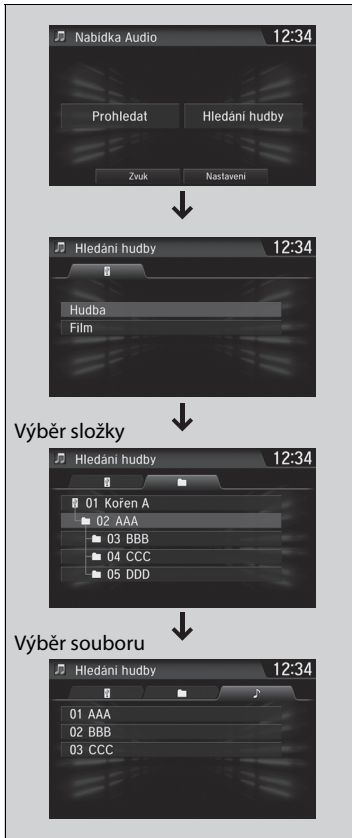 Nabídka Audio 12:34
Prohledat Hledání hudby
Zvuk Nastavení
Hledání hudby 12:34
Hudba
Film
Výběr složky
Hledání hudby 12:34
01 Kořen A
02 AAA
03 BBB
04 CCC
05 DDD
Výběr souboru
Hledání hudby 12:34
01 AAA
02 BBB
03 CCC